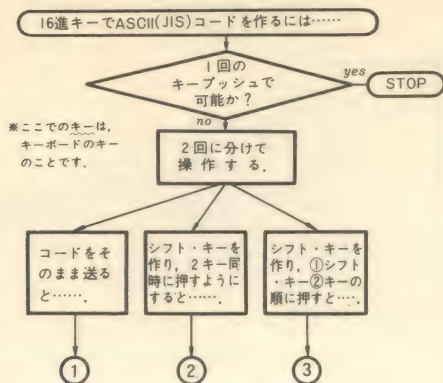 16進キーでASCII(JIS)コードを作るには……
1回の
キープッシュで
可能か?
yes
STOP
no
※ここでのキーは,
キーボードのキー
のことです.
2回に分けて
操作する.
コードをそ
のまま送る
と…….
シフト・キーを
作り, 2キー同
時に押すように
すると…….
シフト・キーを
作り, ①シフト
・キー②キーの
順に押すと….
1
2
3